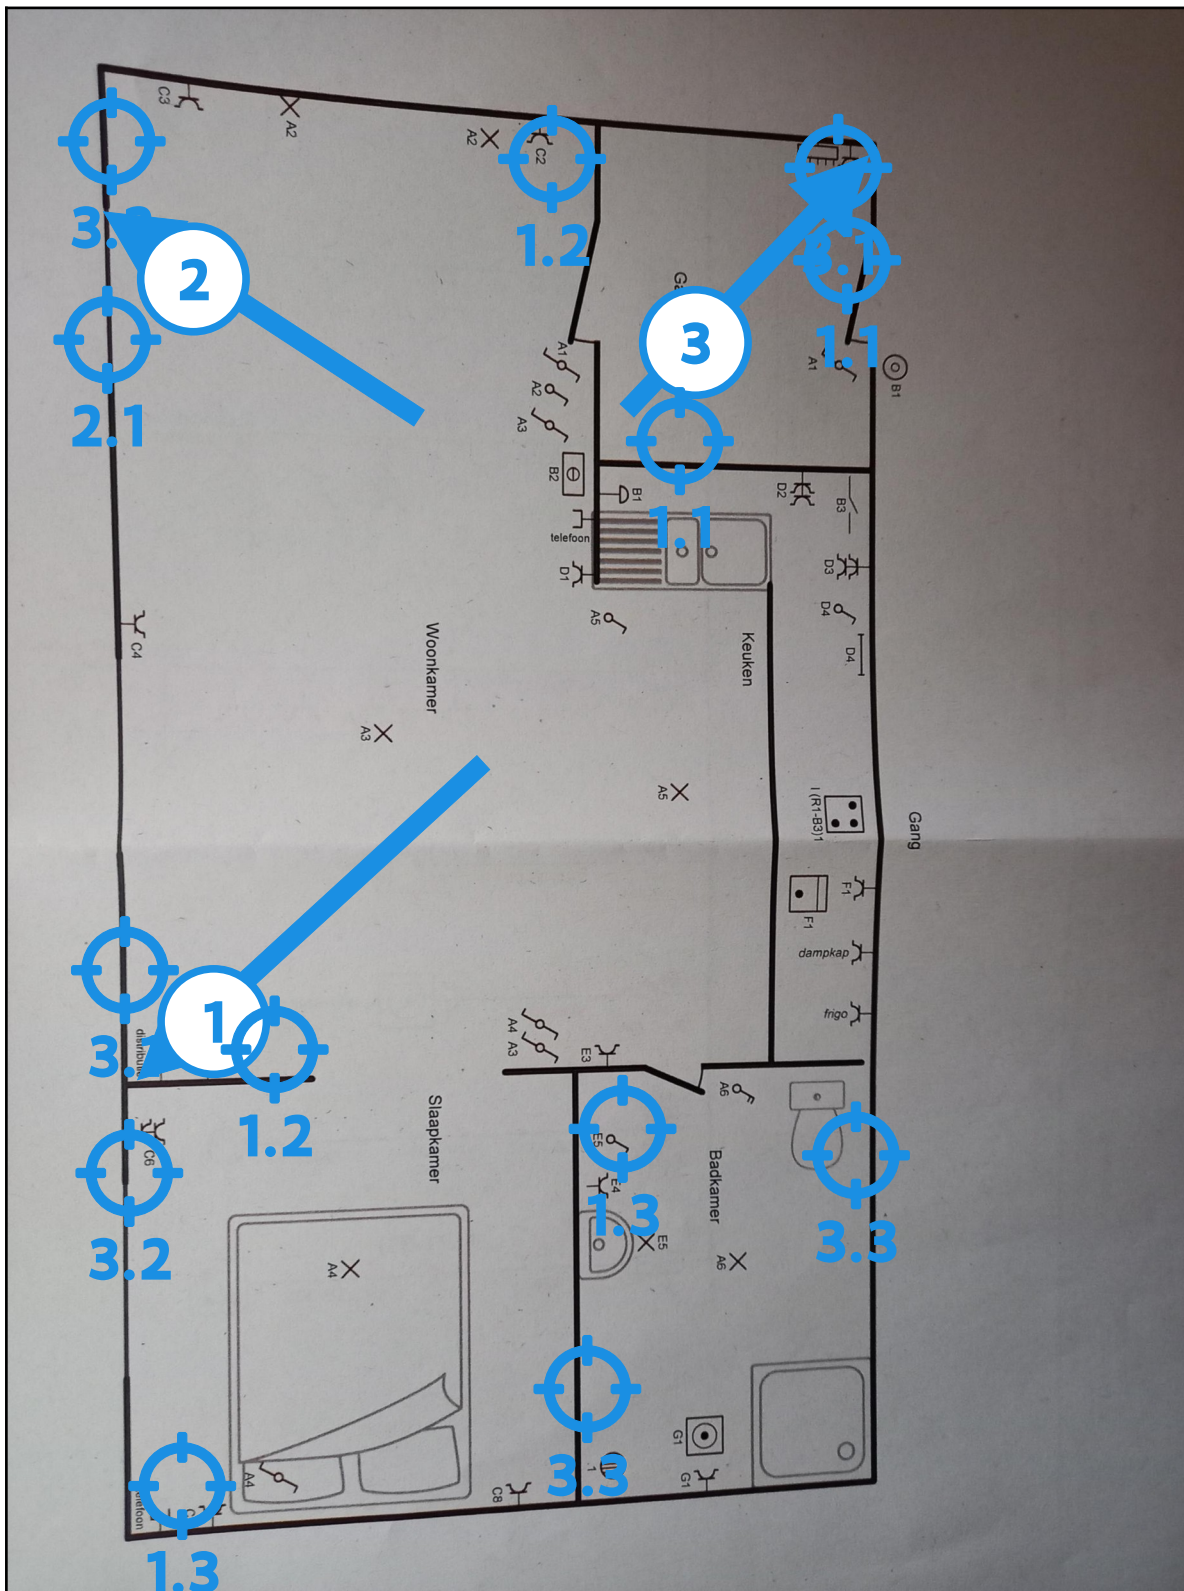 C3
A2
A2
C2
1.2
2
3
1.1
2.1
A1
A2
A3
A1
B1
B2
B1
1.1
D2
B3
telefoon
D1
D3
A5
D4
D4
Woonkamer
Keuken
C4
A3
A5
I (R1-B3)1
Gang
F1
F1
dampkap
frigo
1
A4
A3
E3
1.2
A6
C6
Slaapkamer
E5
Badkamer
E4
1.3
3.2
3.3
E5
A6
A4
G1
3.3
A4
C8
G1
1.3